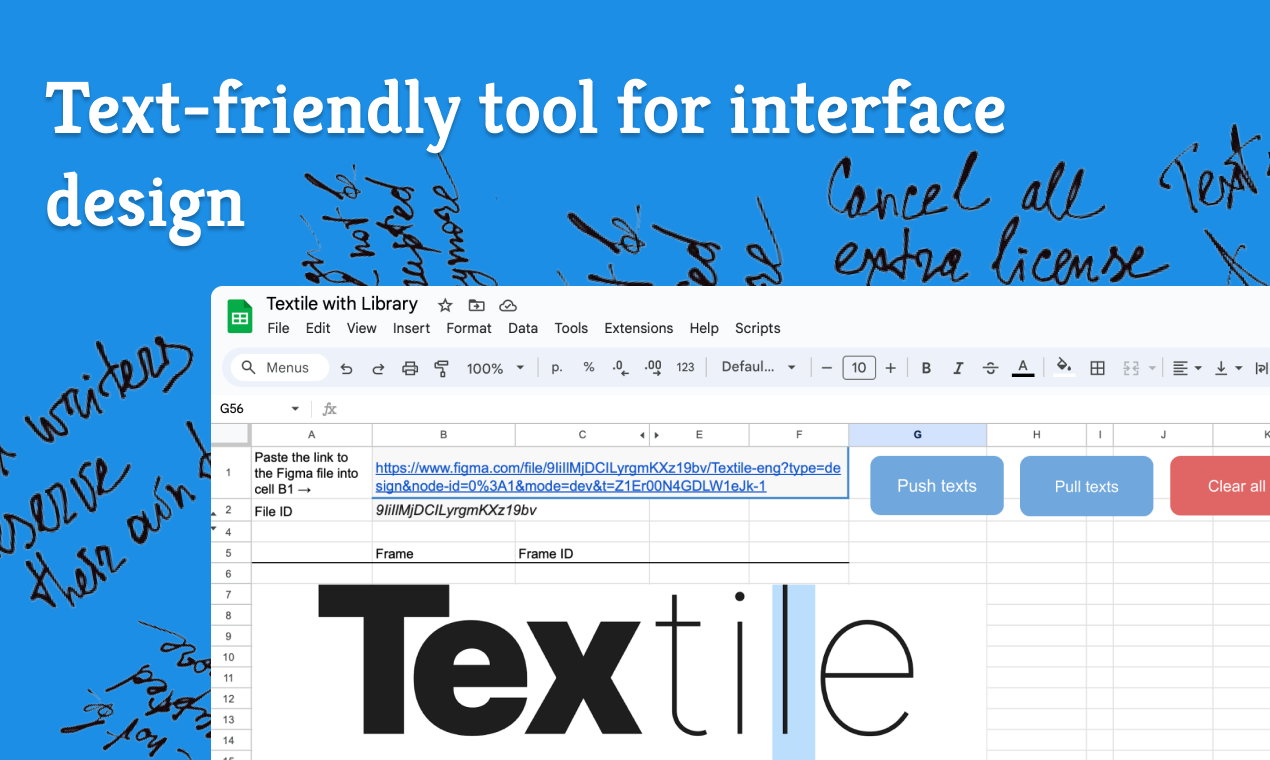 Text-friendly tool for interface
design
Cancel all
extra license
Text
writers
deserve
their own
Textile with Library
File Edit View Insert Format Data Tools Extensions Help Scripts
Menus 100% р. % .0 .00 123 Defaul... 10 B I S A
G56 fx
A B C E F G H I J K
1 Paste the link to
the Figma file into
cell B1 →
https://www.figma.com/file/9IiIlMjDCILyrgmKXz19bv/Textile-eng?type=de
sign&node-id=0%3A1&mode=dev&t=Z1Er00N4GDLW1eJk-1
Push texts Pull texts Clear all
2 File ID 9IiIlMjDCILyrgmKXz19bv
4
5 Frame Frame ID
6
7
8
9
10
11
12
13
14
Textile